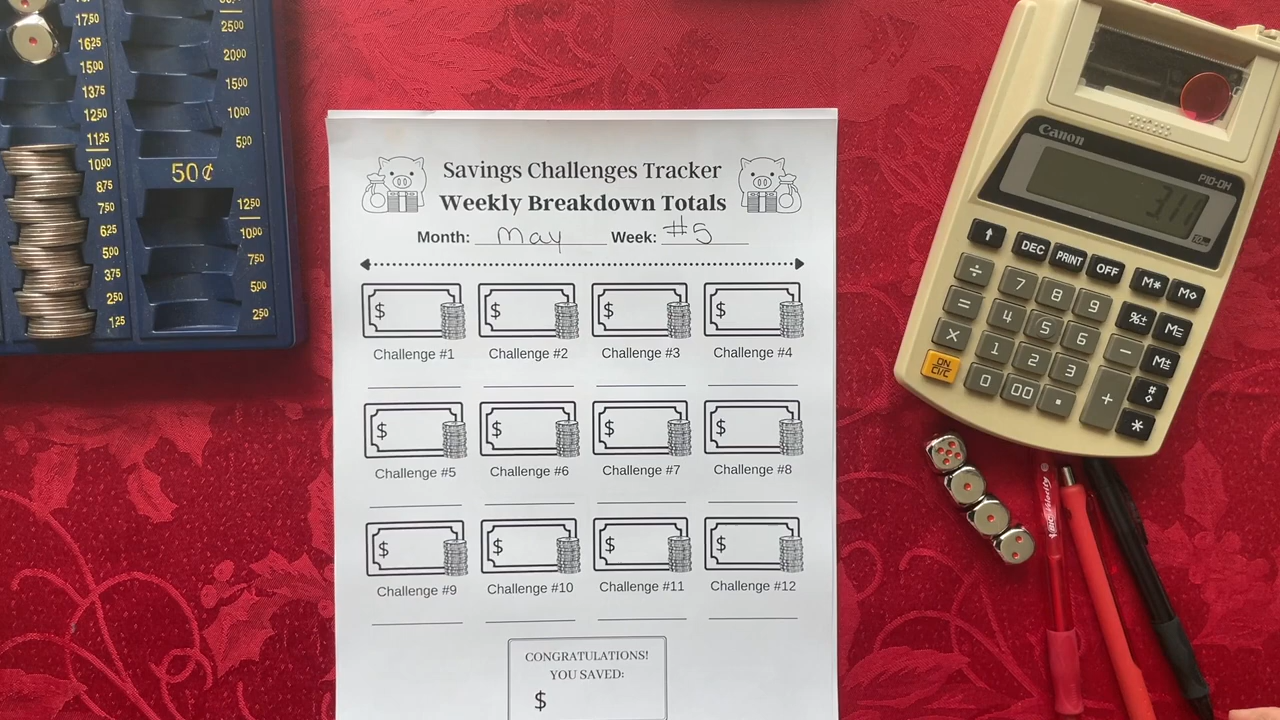 1750
1625
1500
1375
1250
1125
1000
875
750
625
500
375
250
125
2500
2000
1500
1000
500
50¢
1250
1000
750
500
250
Savings Challenges Tracker
Weekly Breakdown Totals
Month: May Week: #5
$ $ $ $
Challenge #1 Challenge #2 Challenge #3 Challenge #4
$ $ $ $
Challenge #5 Challenge #6 Challenge #7 Challenge #8
$ $ $ $
Challenge #9 Challenge #10 Challenge #11 Challenge #12
CONGRATULATIONS!
YOU SAVED:
$
Canon
P10-DH
↑ DEC PRINT OFF M* M◊
÷ 7 8 9 %± M=
= 4 5 6 − M±
X 1 2 3 + #◊
ON CI/C 0 00 . *
BIC Velocity